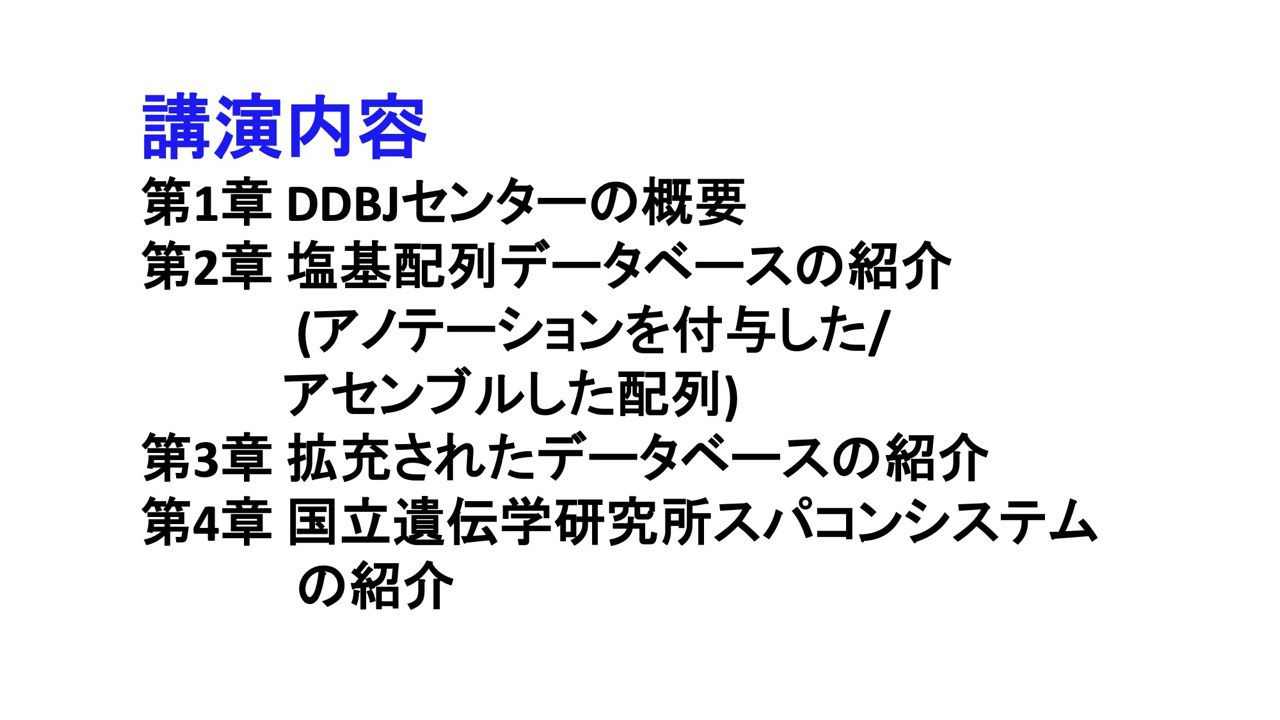 講演内容
第1章 DDBJセンターの概要
第2章 塩基配列データベースの紹介
(アノテーションを付与した/
アセンブルした配列)
第3章 拡充されたデータベースの紹介
第4章 国立遺伝学研究所スパコンシステム
の紹介